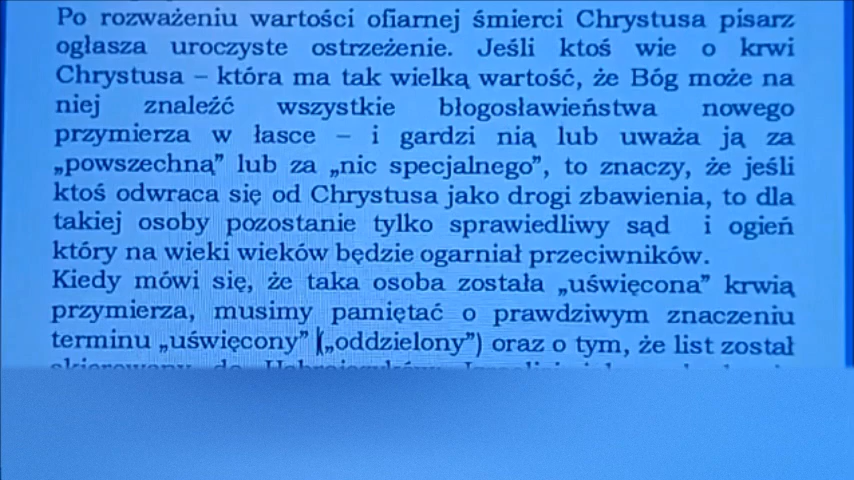 Po rozważeniu wartości ofiarnej śmierci Chrystusa pisarz
ogłasza uroczyste ostrzeżenie. Jeśli ktoś wie o krwi
Chrystusa – która ma tak wielką wartość, że Bóg może na
niej znaleźć wszystkie błogosławieństwa nowego
przymierza w łasce – i gardzi nią lub uważa ją za
„powszechną” lub za „nic specjalnego”, to znaczy, że jeśli
ktoś odwraca się od Chrystusa jako drogi zbawienia, to dla
takiej osoby pozostanie tylko sprawiedliwy sąd i ogień
który na wieki wieków będzie ogarniał przeciwników.
Kiedy mówi się, że taka osoba została „uświęcona” krwią
przymierza, musimy pamiętać o prawdziwym znaczeniu
terminu „uświęcony” („oddzielony”) oraz o tym, że list został